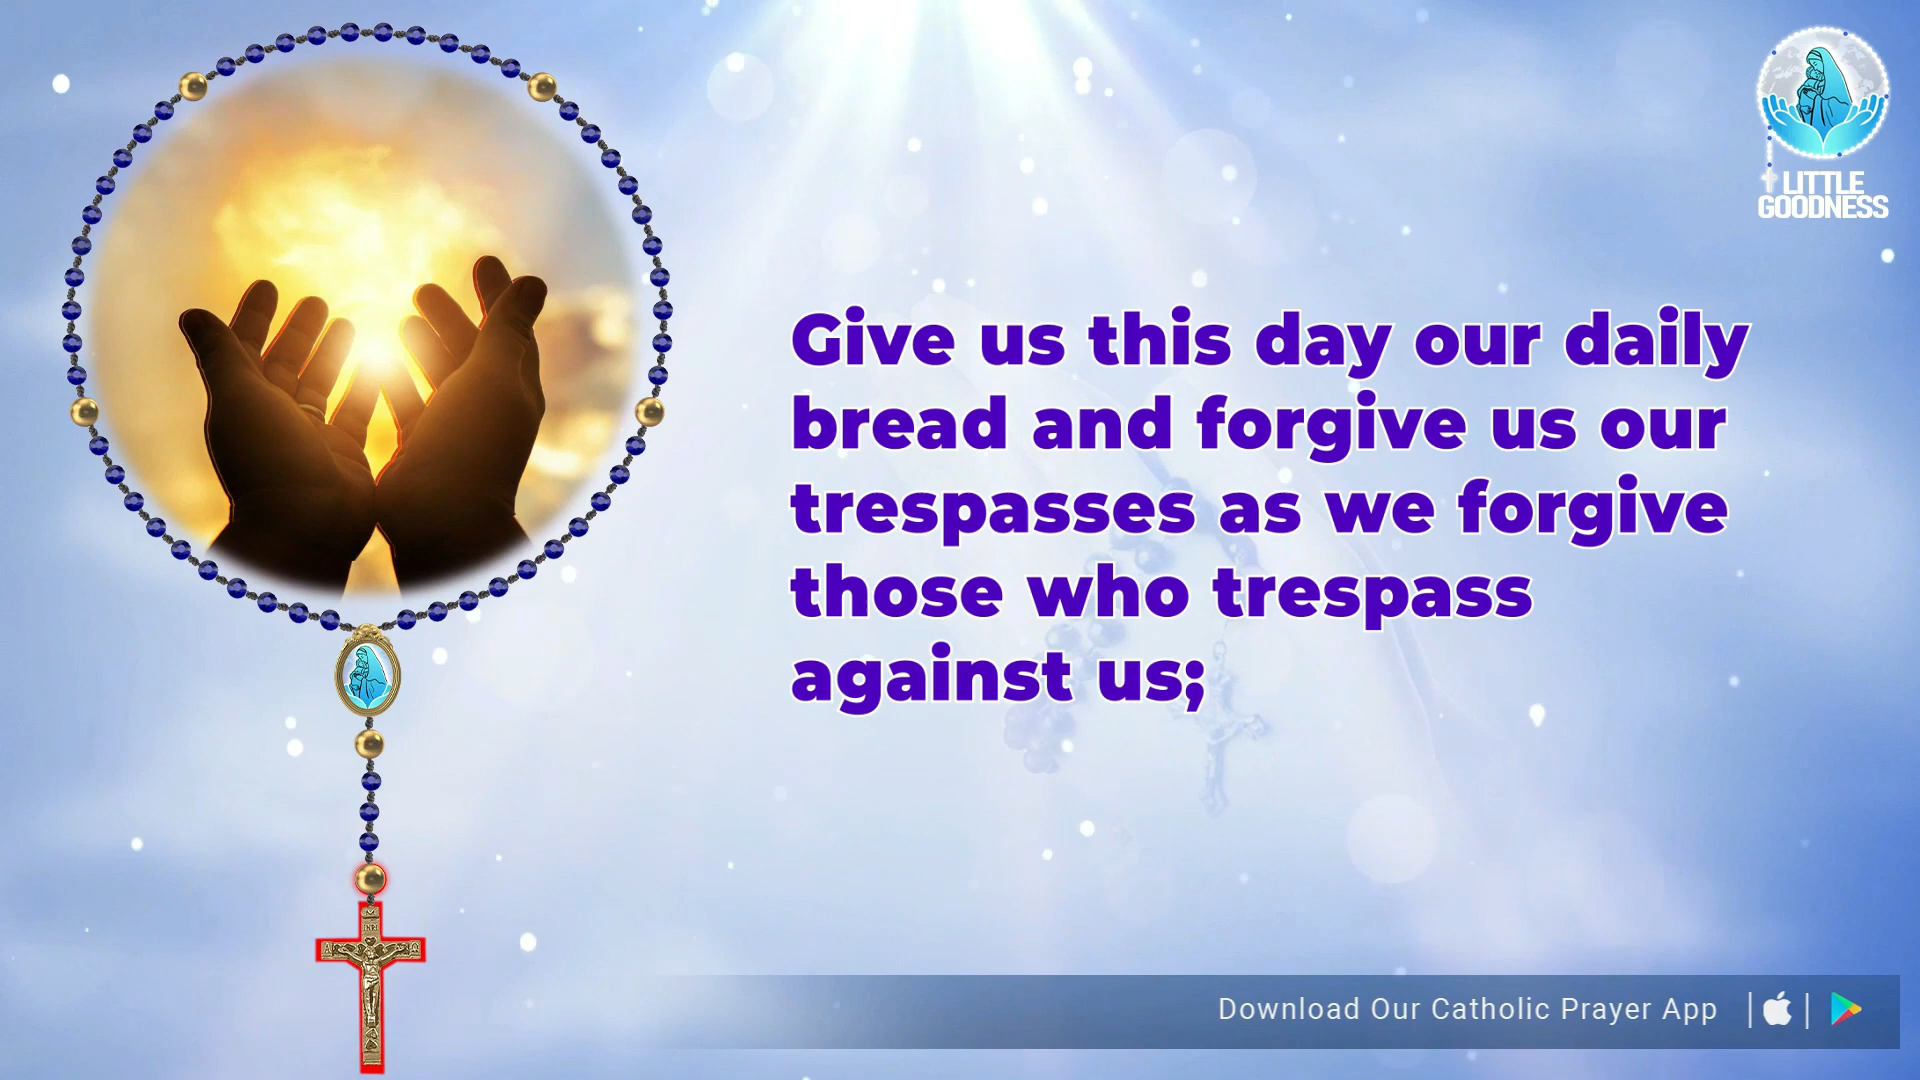 LITTLE
GOODNESS
Give us this day our daily
bread and forgive us our
trespasses as we forgive
those who trespass
against us;
INRI
Download Our Catholic Prayer App